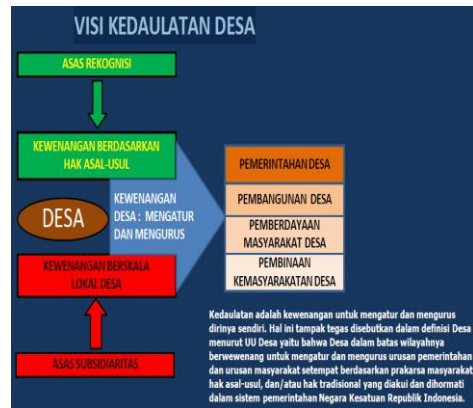 VISI KEDAULATAN DESA
ASAS REKOGNISI
KEWENANGAN BERDASARKAN
HAK ASAL-USUL
DESA
KEWENANGAN
DESA : MENGATUR
DAN MENGURUS
KEWENANGAN BERSKALA
LOKAL DESA
ASAS SUBSIDIARITAS
PEMERINTAHAN DESA
PEMBANGUNAN DESA
PEMBERDAYAAN
MASYARAKAT DESA
PEMBINAAN
KEMASYARAKATAN DESA
Kedaulatan adalah kewenangan untuk mengatur dan mengurus
dirinya sendiri. Hal ini tampak tegas disebutkan dalam definisi Desa
menurut UU Desa yaitu bahwa Desa dalam batas wilayahnya
berwewenang untuk mengatur dan mengurus urusan pemerintahan
dan urusan masyarakat setempat berdasarkan prakarsa masyarakat
hak asal-usul, dan/atau hak tradisional yang diakui dan dihormati
dalam sistem pemerintahan Negara Kesatuan Republik Indonesia.